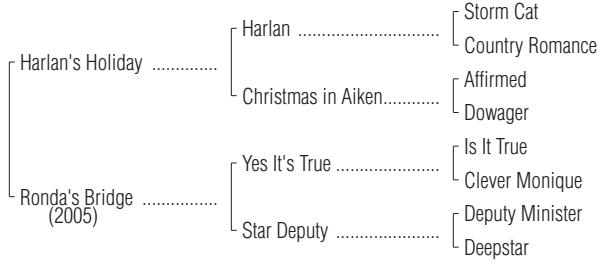 Storm Cat
Harlan ................................
Country Romance
Harlan's Holiday ..............
Affirmed
Christmas in Aiken............
Dowager
Is It True
Yes It's True .......................
Clever Monique
Ronda's Bridge ................
(2005)
Deputy Minister
Star Deputy .......................
Deepstar